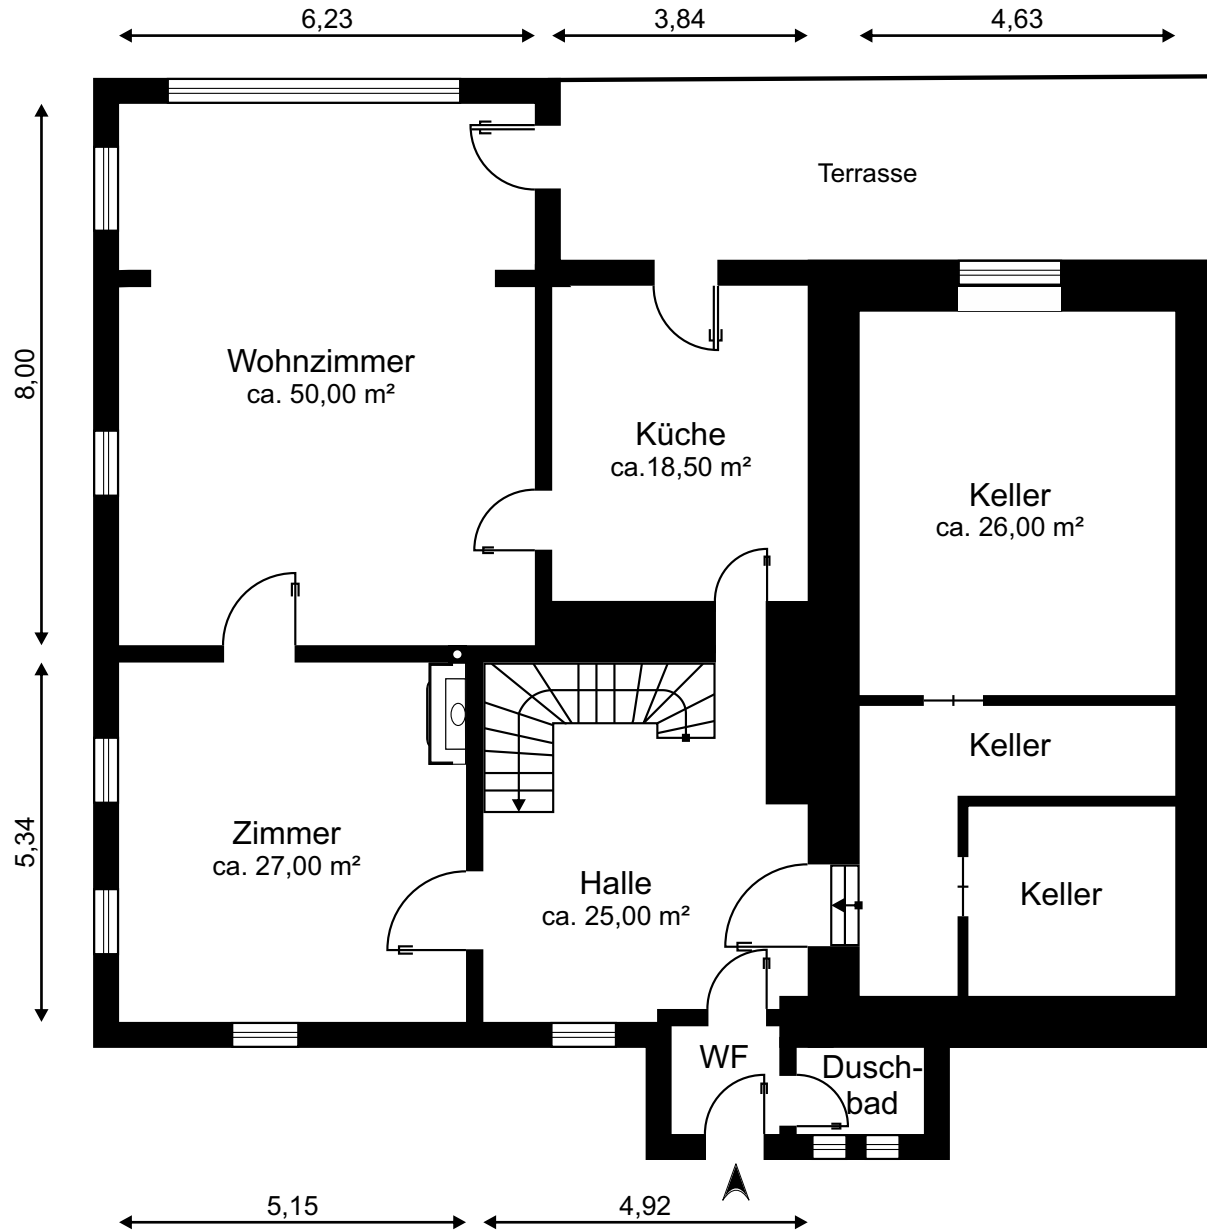 6,23
3,84
4,63
Terrasse
8,00
Wohnzimmer
ca. 50,00 m²
Küche
ca.18,50 m²
Keller
ca. 26,00 m²
Keller
5,34
Zimmer
ca. 27,00 m²
Halle
ca. 25,00 m²
Keller
WF
Dusch-
bad
5,15
4,92